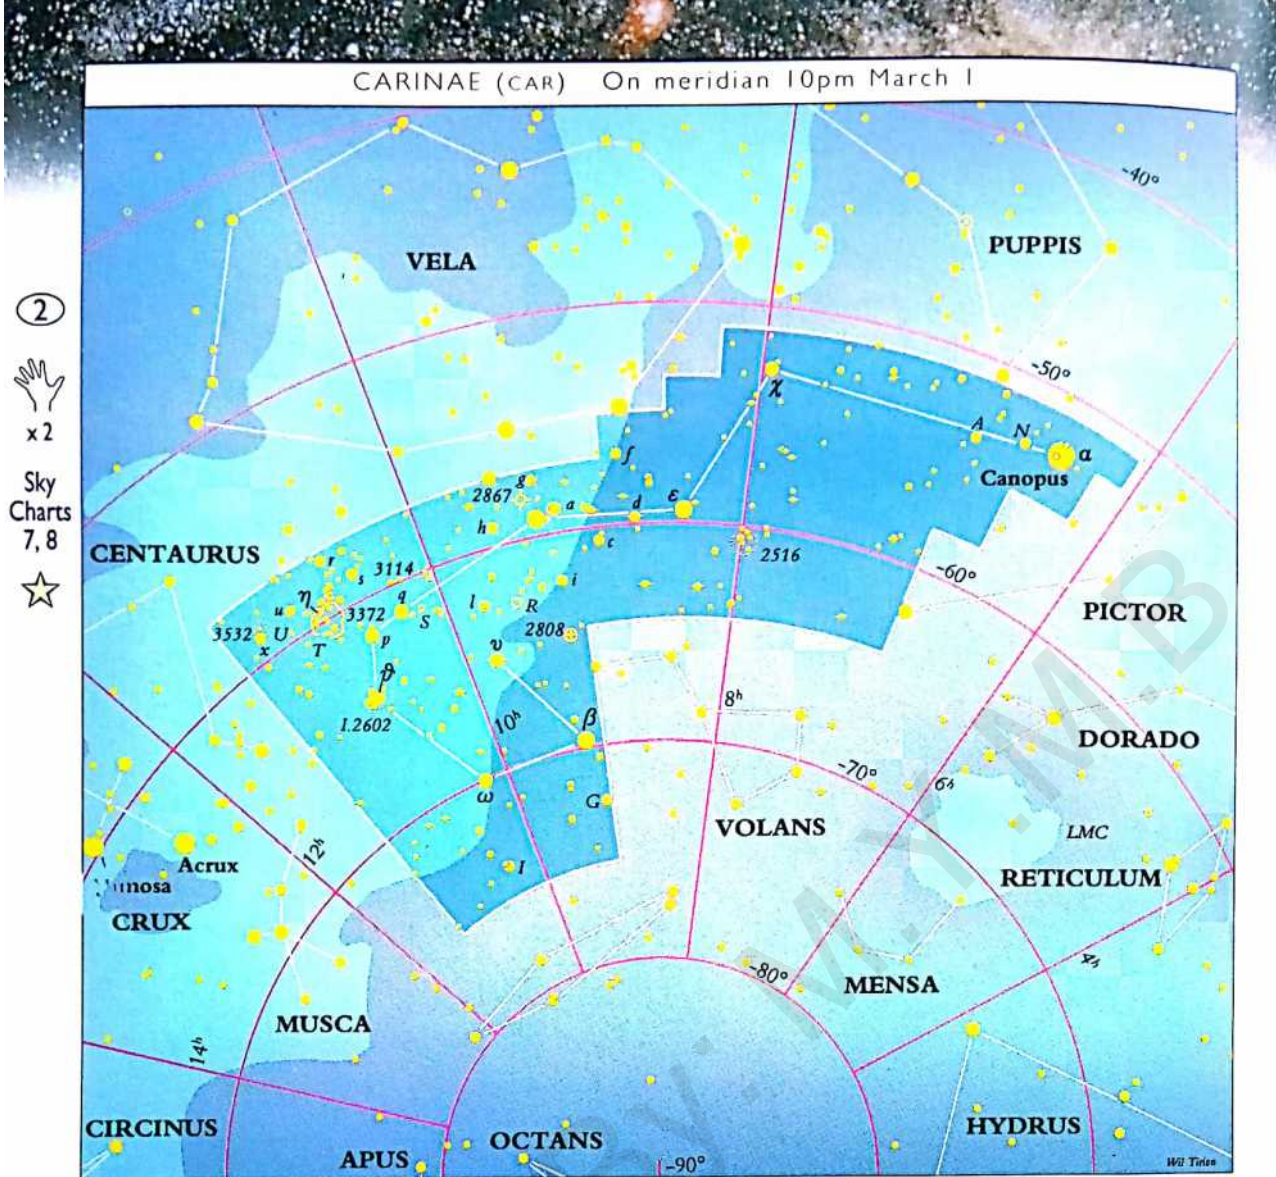 CARINAE (CAR) On meridian 10pm March 1
-40°
PUPPIS
VELA
2
x 2
Sky
Charts
7, 8
-50°
χ
A N α
Canopus
f
g
2867
a
d
ε
h
c
2516
-60°
CENTAURUS
r
s
3114
i
η
u
3372
q
S
l
R
PICTOR
3532
U
T
p
2808
x
υ
ϑ
I.2602
10h
β
8h
DORADO
-70°
6h
ω
G
VOLANS
LMC
12h
Acrux
I
RETICULUM
CRUX
-80°
4h
MENSA
MUSCA
14h
CIRCINUS
OCTANS
HYDRUS
APUS
-90°
Wil Tirion
By: M.Y.M.B